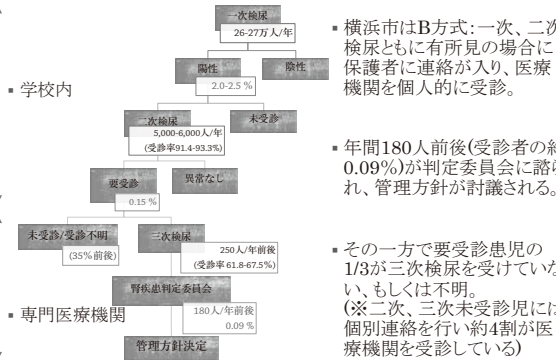 一次検尿
26-27万人/年
陽性
陰性
2.0-2.5 %
二次検尿
未受診
5,000-6,000人/年
(受診率91.4-93.3%)
要受診
異常なし
0.15 %
未受診/受診不明
三次検尿
(35%前後)
250人/年前後
(受診率 61.8-67.5%)
腎疾患判定委員会
180人/年前後
0.09 %
管理方針決定
▪ 学校内
▪ 専門医療機関
▪ 横浜市はB方式：一次、二次
検尿ともに有所見の場合に
保護者に連絡が入り、医療
機関を個人的に受診。
▪ 年間180人前後(受診者の
0.09%)が判定委員会に諮
れ、管理方針が討議される。
▪ その一方で要受診患児の
1/3が三次検尿を受けていな
い、もしくは不明。
(※二次、三次未受診児に
個別連絡を行い約4割が医
療機関を受診している)